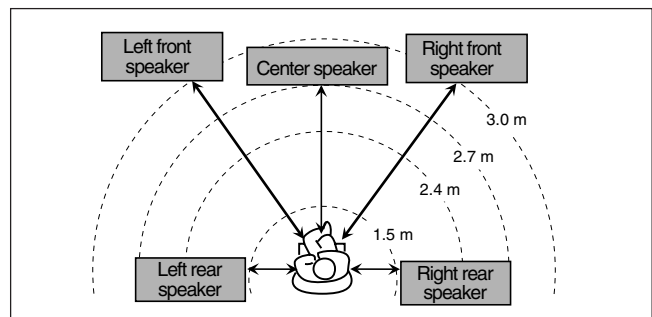 Left front
speaker
Center speaker
Right front
speaker
3.0 m
2.7 m
2.4 m
1.5 m
Left rear
speaker
Right rear
speaker